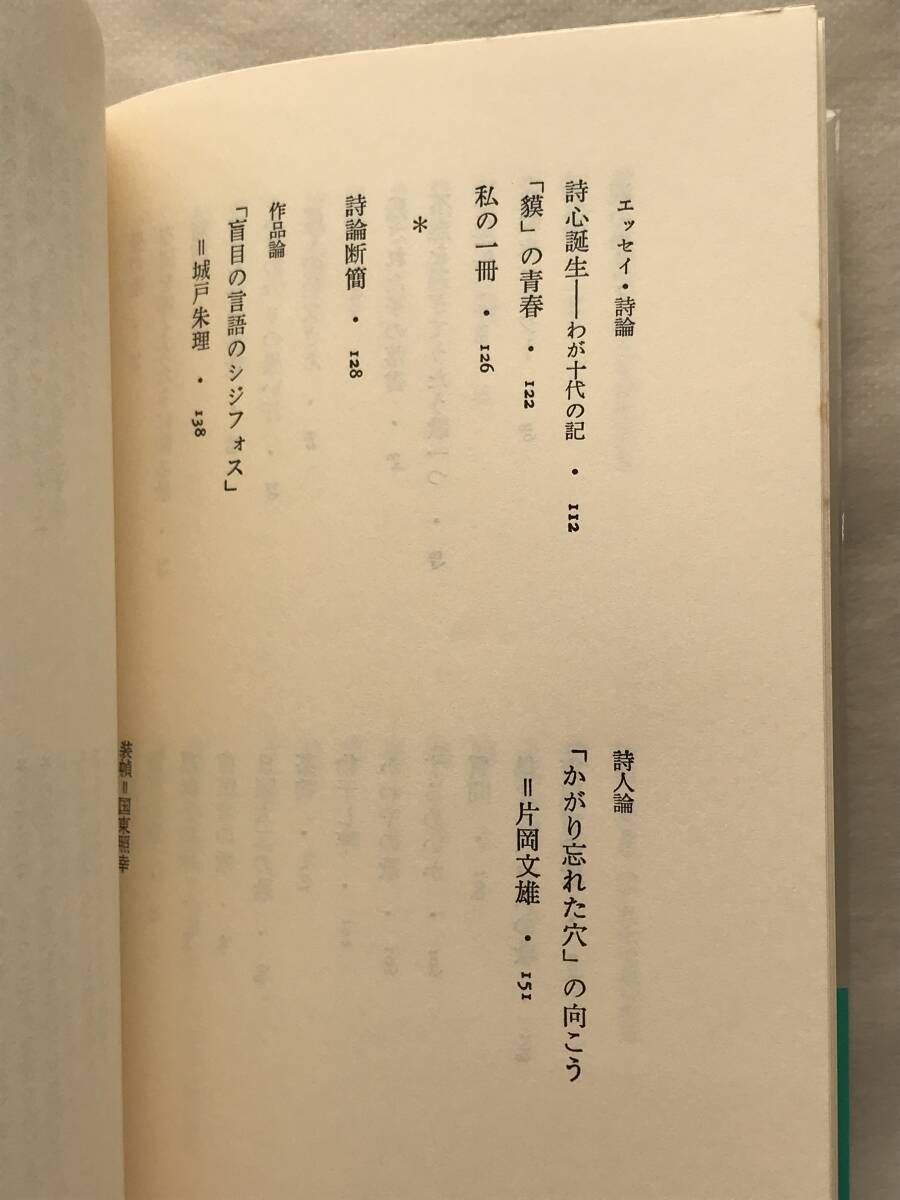 エッセイ・詩論
詩心誕生――わが十代の記・112
「貘」の青春・122
私の一冊・126
＊
詩論断簡・128
作品論
「盲目の言語のシジフォス」
＝城戸朱理・138
詩人論
「かがり忘れた穴」の向こう
＝片岡文雄・151
装幀＝国東照幸